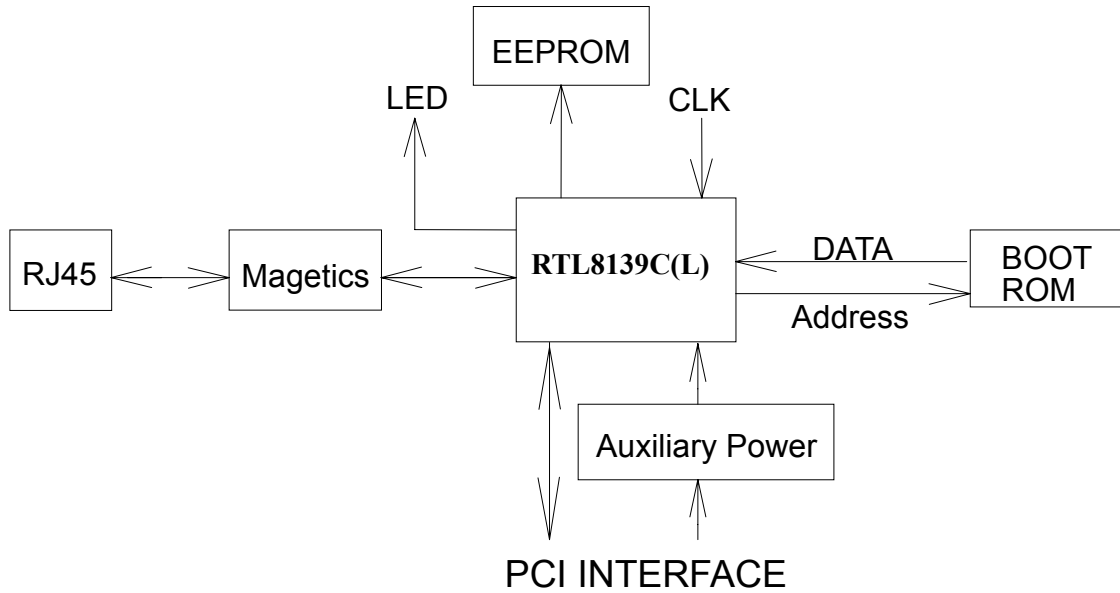 EEPROM
LED
CLK
RJ45
Magetics
RTL8139C(L)
DATA
Address
BOOT
ROM
Auxiliary Power
PCI INTERFACE